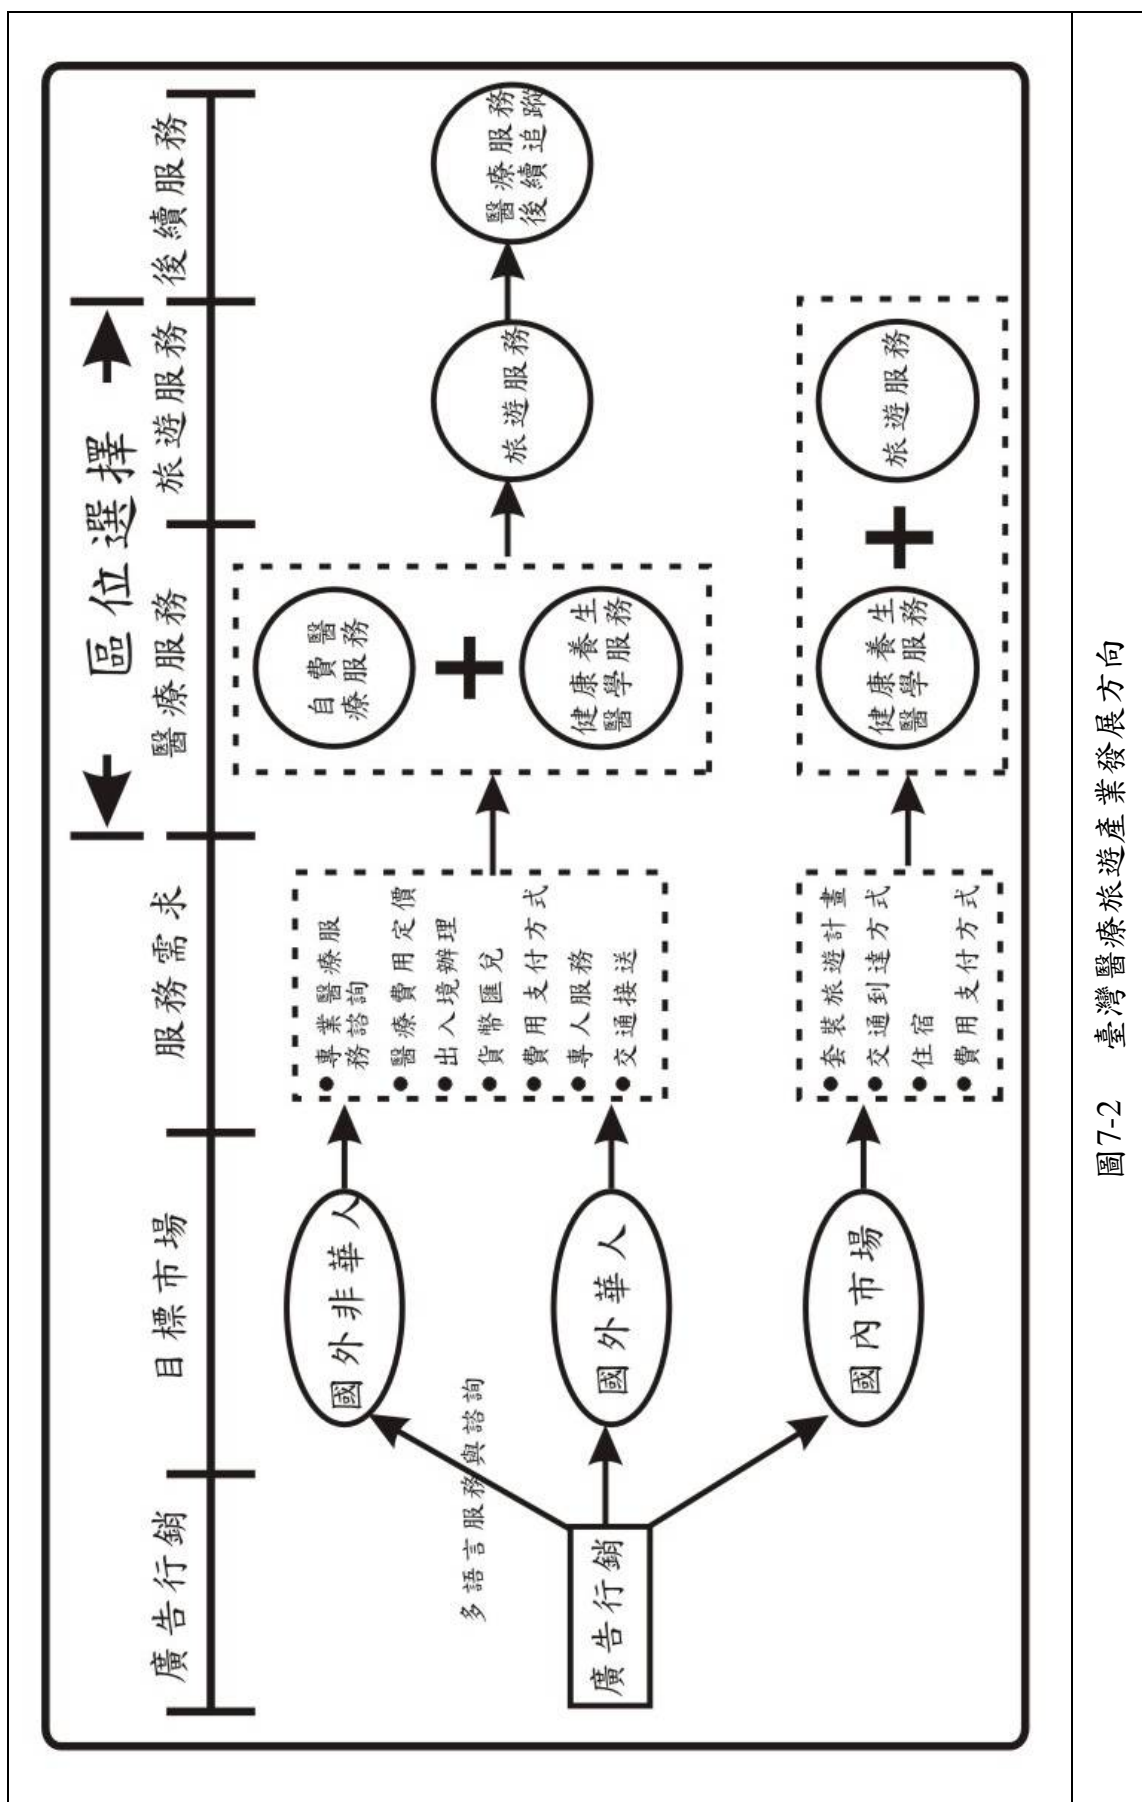 區位選擇
廣告行銷
目標市場
服務需求
醫療服務
旅遊服務
後續服務
廣告行銷
多語言服務與諮詢
國外非華人
國外華人
國內市場
●專業醫療服
務諮詢
●醫療費用定價
●出入境辦理
●貨幣匯兌
●費用支付方式
●專人服務
●交通接送
●套裝旅遊計畫
●交通到達方式
●住宿
●費用支付方式
自費醫
療服務
+
健康養生
醫學服務
旅遊服務
醫療服務
後續追蹤
健康養生
醫學服務
+
旅遊服務
圖7-2 臺灣醫療旅遊產業發展方向